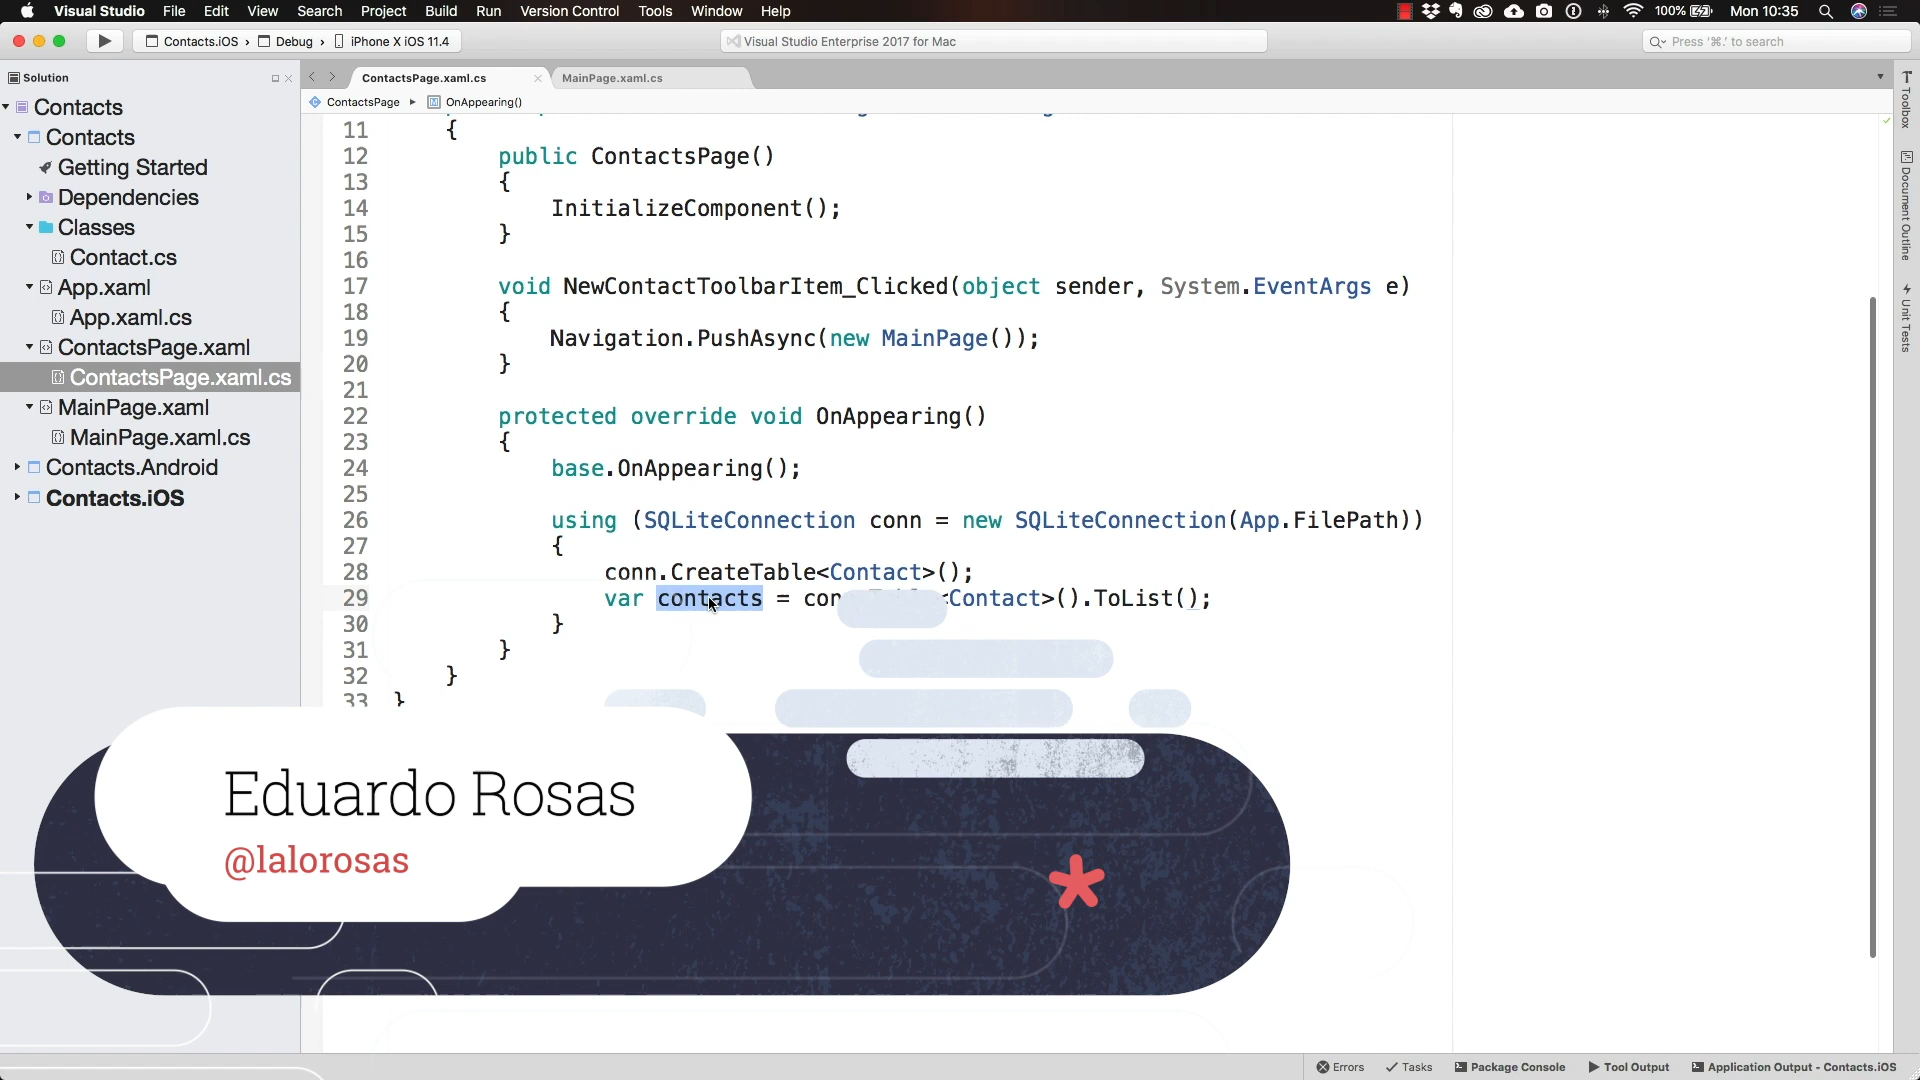 Visual Studio File Edit View Search Project Build Run Version Control Tools Window Help 100% Mon 10:35
Contacts.iOS › Debug › iPhone X iOS 11.4 Visual Studio Enterprise 2017 for Mac Press '⌘.' to search
Solution
Contacts
Contacts
Getting Started
Dependencies
Classes
Contact.cs
App.xaml
App.xaml.cs
ContactsPage.xaml
ContactsPage.xaml.cs
MainPage.xaml
MainPage.xaml.cs
Contacts.Android
Contacts.iOS
ContactsPage.xaml.cs MainPage.xaml.cs
ContactsPage OnAppearing()
11 {
12 public ContactsPage()
13 {
14 InitializeComponent();
15 }
16
17 void NewContactToolbarItem_Clicked(object sender, System.EventArgs e)
18 {
19 Navigation.PushAsync(new MainPage());
20 }
21
22 protected override void OnAppearing()
23 {
24 base.OnAppearing();
25
26 using (SQLiteConnection conn = new SQLiteConnection(App.FilePath))
27 {
28 conn.CreateTable<Contact>();
29 var contacts = con <Contact>().ToList();
30 }
31 }
32 }
33 }
Toolbox
Document Outline
Unit Tests
Eduardo Rosas
@lalorosas
Errors Tasks Package Console Tool Output Application Output - Contacts.iOS